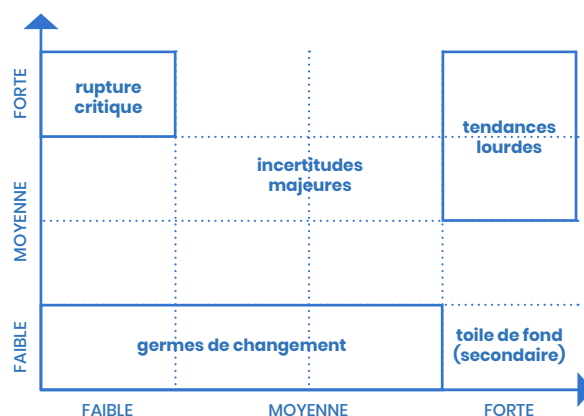 FORTE
rupture
critique
tendances
lourdes
incertitudes
majeures
MOYENNE
FAIBLE
germes de changement
toile de fond
(secondaire)
FAIBLE
MOYENNE
FORTE